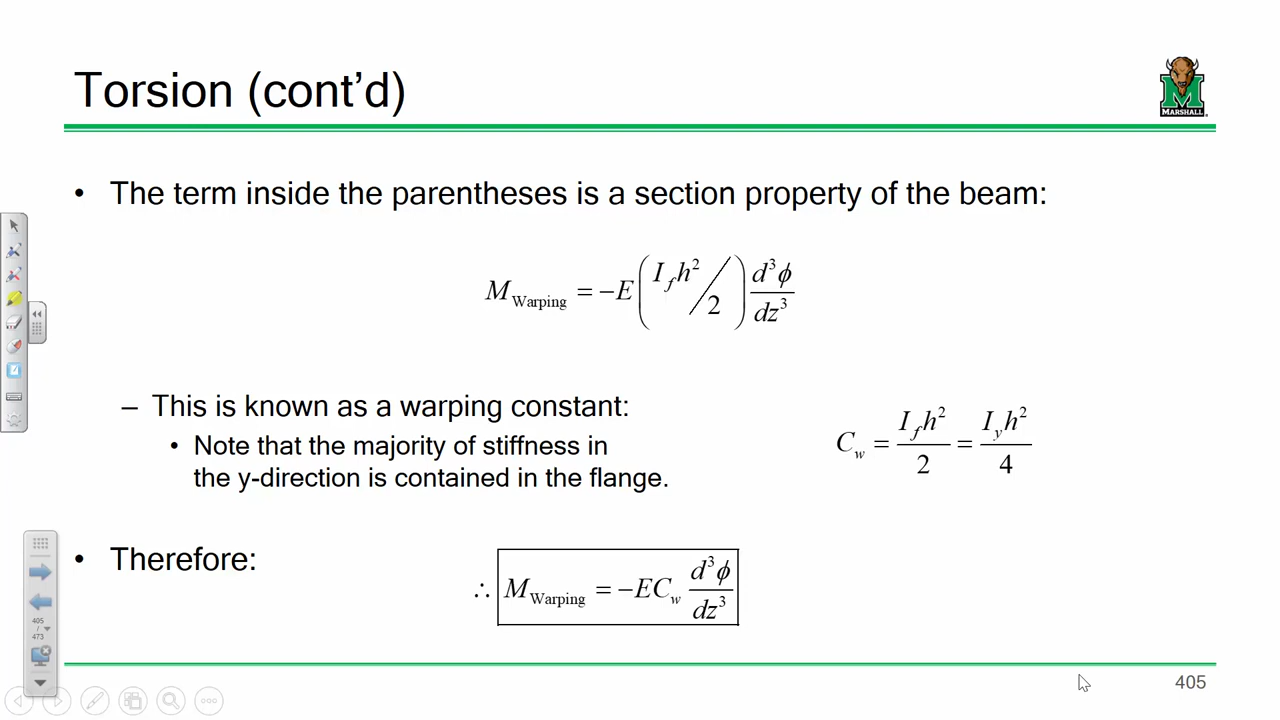 Torsion (cont’d)
MARSHALL
• The term inside the parentheses is a section property of the beam:
M_Warping = −E(I_f h²/2) d³ϕ/dz³
– This is known as a warping constant:
• Note that the majority of stiffness in
the y-direction is contained in the flange.
C_w = I_f h²/2 = I_y h²/4
• Therefore:
∴ M_Warping = −EC_w d³ϕ/dz³
405
/
473
405